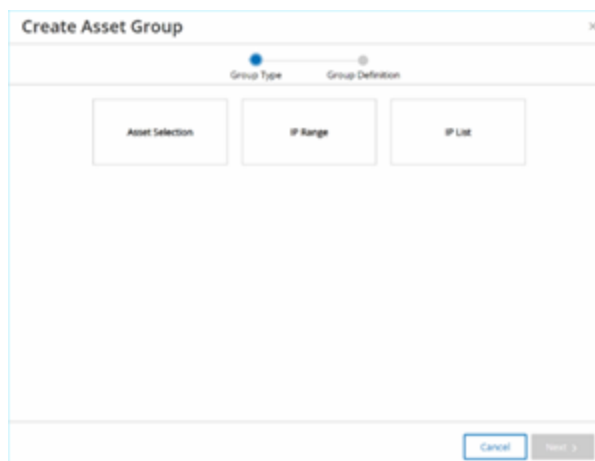 Create Asset Group
Group Type Group Definition
Asset Selection IP Range IP List
Cancel Next